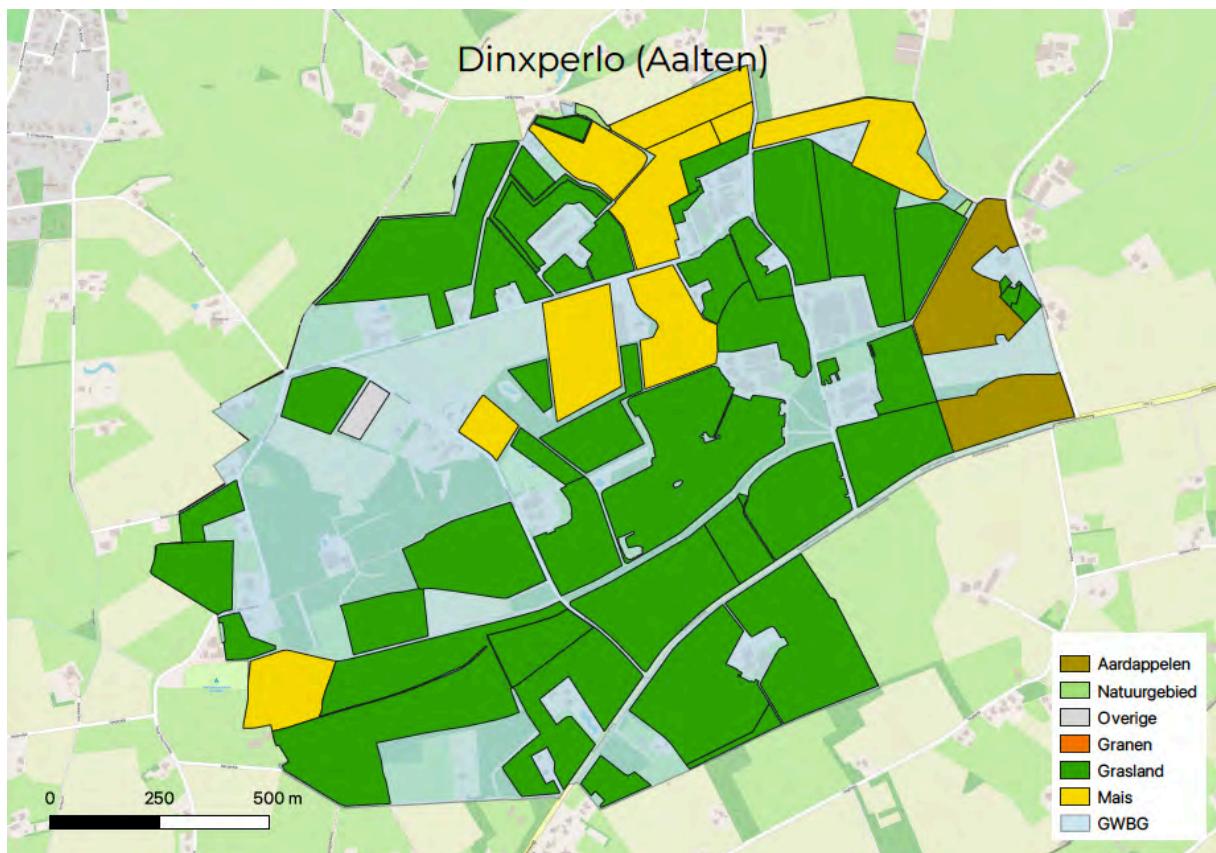 Dinxperlo (Aalten)
Aardappelen
Natuurgebied
Overige
Granen
Grasland
Mais
GWBG
0 250 500 m